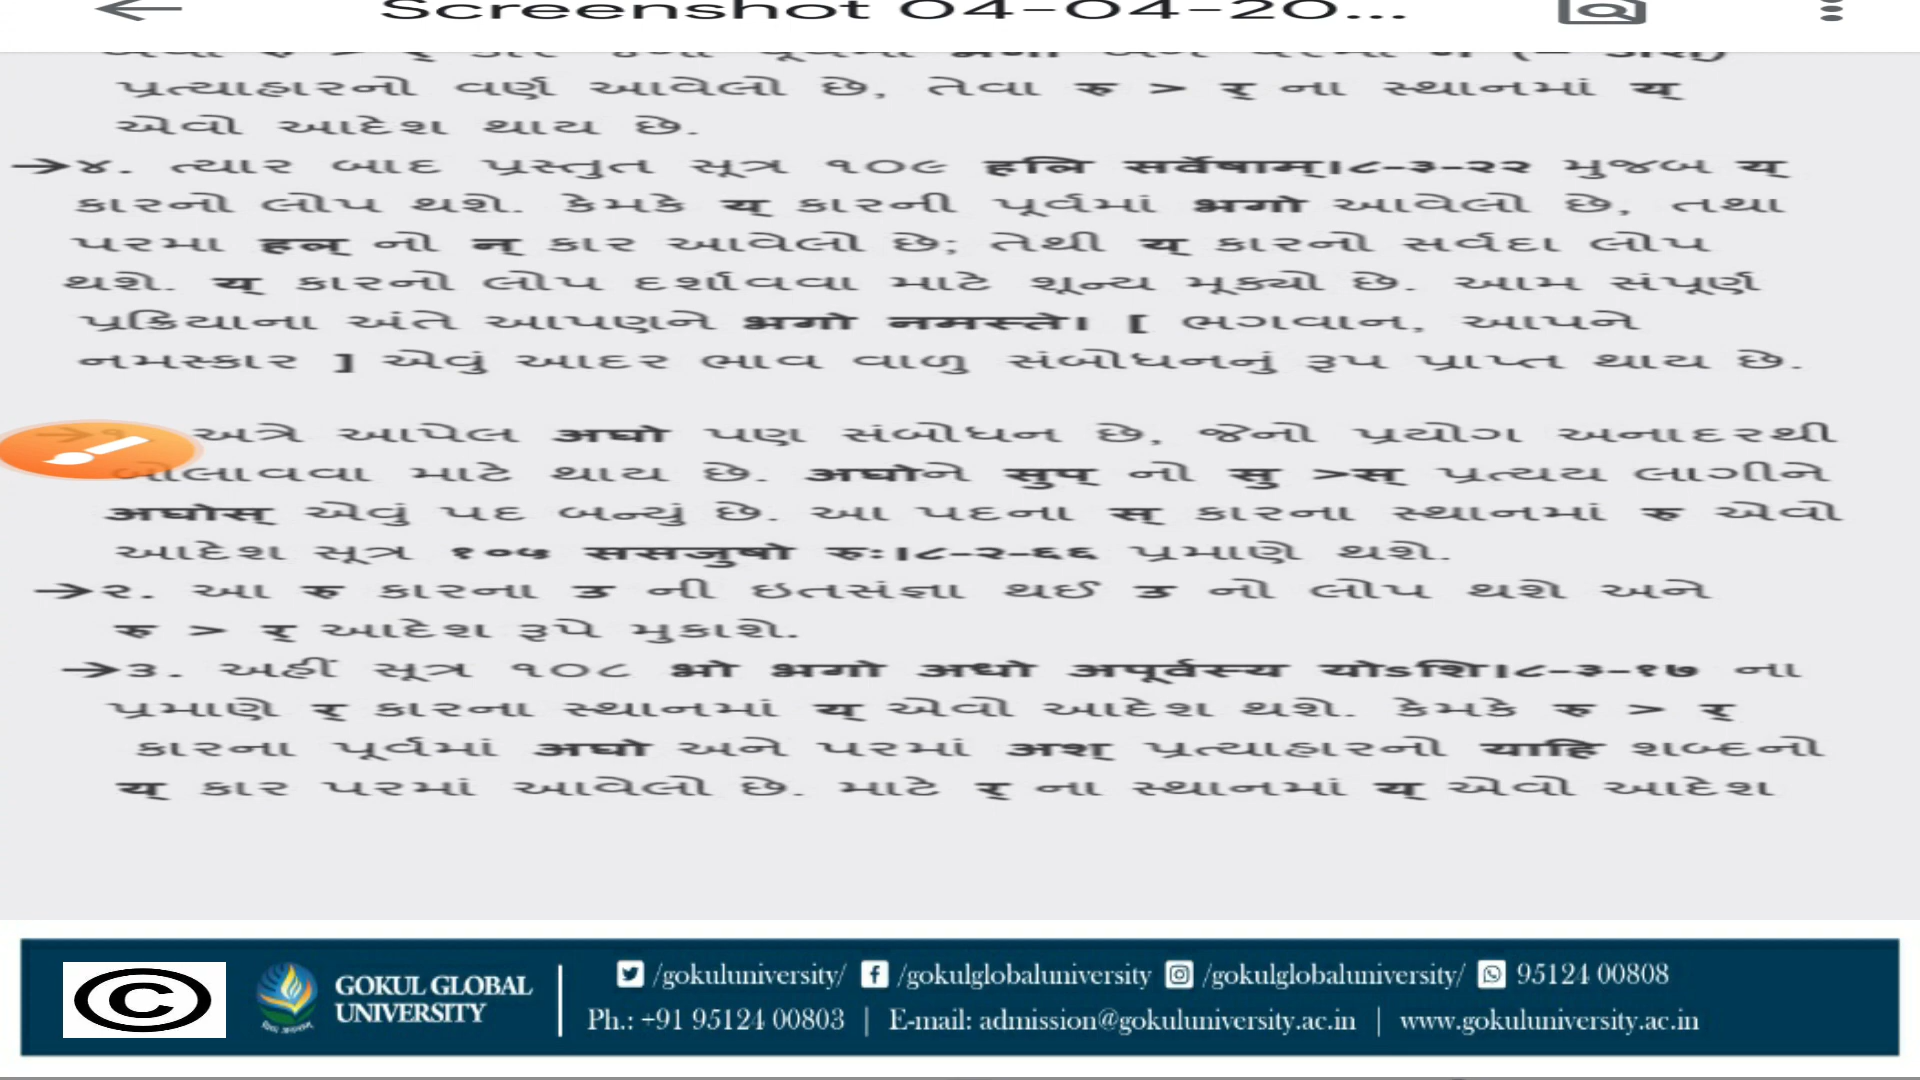 Screenshot 04-04-20...
પ્રત્યાહારનો વર્ણ આવેલો છે, તેવા रु > र् ના સ્થાનમાં य्
એવો આદેશ થાય છે.
→૪. ત્યાર બાદ પ્રસ્તુત સૂત્ર ૧૦૯ हलि सर्वेषाम्।८-३-२२ મુજબ य्
કારનો લોપ થશે. કેમકે य् કારની પૂર્વમાં भगो આવેલો છે, તથા
પરમા हल् નો न् કાર આવેલો છે; તેથી य् કારનો સર્વદા લોપ
થશે. य् કારનો લોપ દર્શાવવા માટે શૂન્ય મૂક્યો છે. આમ સંપૂર્ણ
પ્રક્રિયાના અંતે આપણને भगो नमस्ते। [ ભગવાન, આપને
નમસ્કાર ] એવું આદર ભાવ વાળુ સંબોધનનું રૂપ પ્રાપ્ત થાય છે.
→૧. અત્રે આપેલ अघो પણ સંબોધન છે, જેનો પ્રયોગ અનાદરથી
બોલાવવા માટે થાય છે. अघोને सुप् નો सु >स् પ્રત્યય લાગીને
अघोस् એવું પદ બન્યું છે. આ પદના स् કારના સ્થાનમાં रु એવો
આદેશ સૂત્ર १०५ ससजुषो रुः।८-२-६६ પ્રમાણે થશે.
→૨. આ रु કારના उ ની ઇતસંજ્ઞા થઈ उ નો લોપ થશે અને
रु > र् આદેશ રૂપે મુકાશે.
→૩. અહીં સૂત્ર ૧૦૮ भो भगो अधो अपूर्वस्य योऽशि।८-३-१७ ના
પ્રમાણે र् કારના સ્થાનમાં य् એવો આદેશ થશે. કેમકે रु > र्
કારના પૂર્વમાં अघो અને પરમાં अश् પ્રત્યાહારનો याहि શબ્દનો
य् કાર પરમાં આવેલો છે. માટે र् ના સ્થાનમાં य् એવો આદેશ
© GOKUL GLOBAL UNIVERSITY
/gokuluniversity/ /gokulglobaluniversity /gokulglobaluniversity/ 95124 00808
Ph.: +91 95124 00803 | E-mail: admission@gokuluniversity.ac.in | www.gokuluniversity.ac.in